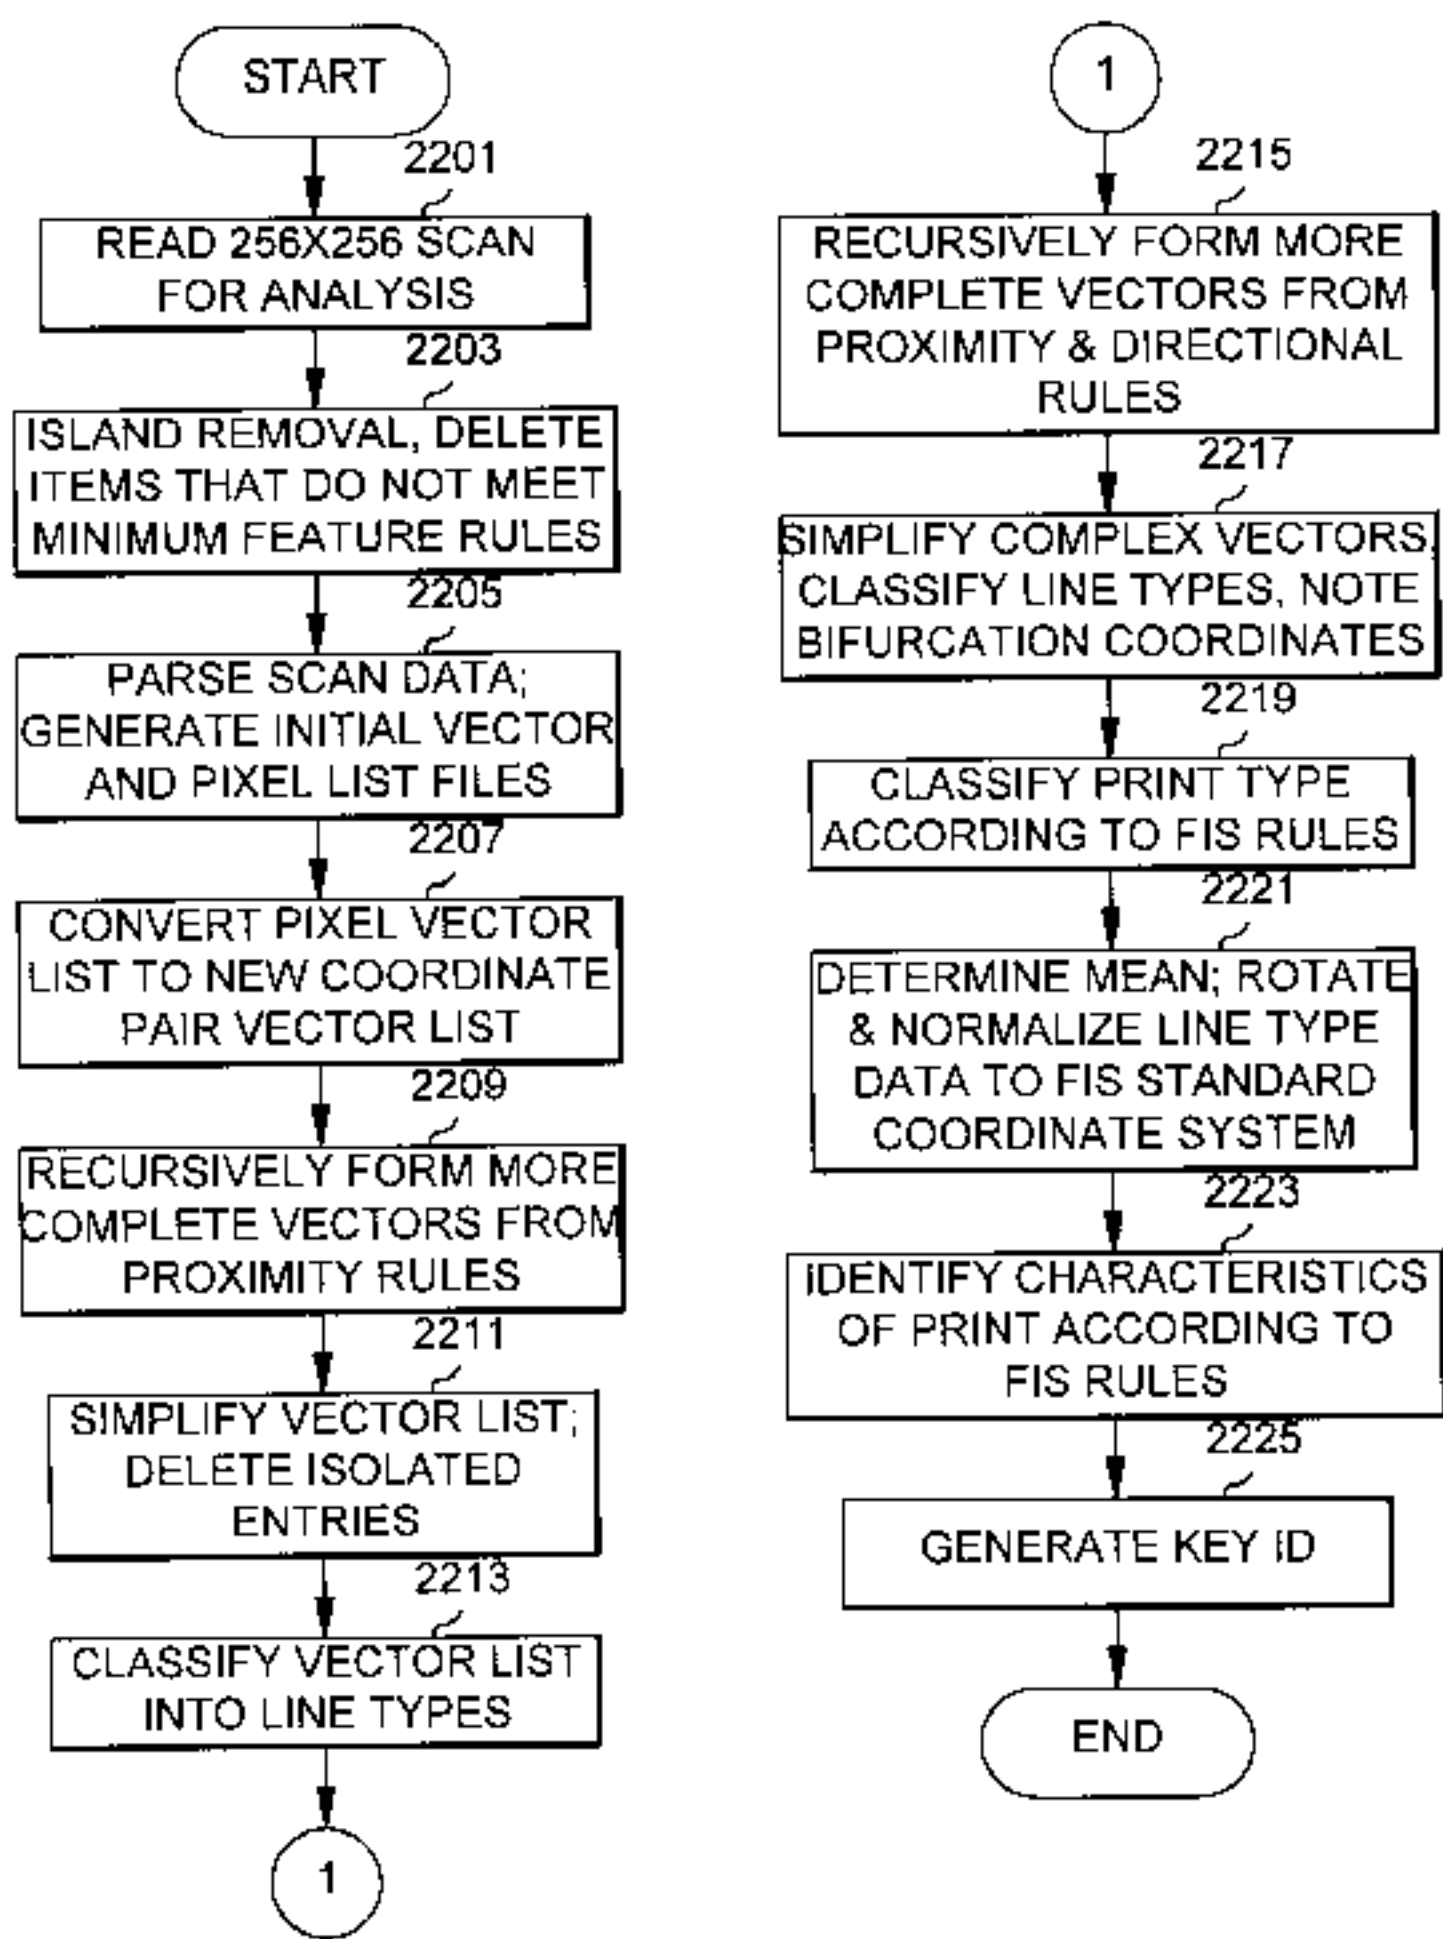 START
2201
READ 256X256 SCAN
FOR ANALYSIS
2203
ISLAND REMOVAL, DELETE
ITEMS THAT DO NOT MEET
MINIMUM FEATURE RULES
2205
PARSE SCAN DATA;
GENERATE INITIAL VECTOR
AND PIXEL LIST FILES
2207
CONVERT PIXEL VECTOR
LIST TO NEW COORDINATE
PAIR VECTOR LIST
2209
RECURSIVELY FORM MORE
COMPLETE VECTORS FROM
PROXIMITY RULES
2211
SIMPLIFY VECTOR LIST;
DELETE ISOLATED
ENTRIES
2213
CLASSIFY VECTOR LIST
INTO LINE TYPES
1
1
2215
RECURSIVELY FORM MORE
COMPLETE VECTORS FROM
PROXIMITY & DIRECTIONAL
RULES
2217
SIMPLIFY COMPLEX VECTORS,
CLASSIFY LINE TYPES, NOTE
BIFURCATION COORDINATES
2219
CLASSIFY PRINT TYPE
ACCORDING TO FIS RULES
2221
DETERMINE MEAN; ROTATE
& NORMALIZE LINE TYPE
DATA TO FIS STANDARD
COORDINATE SYSTEM
2223
IDENTIFY CHARACTERISTICS
OF PRINT ACCORDING TO
FIS RULES
2225
GENERATE KEY ID
END